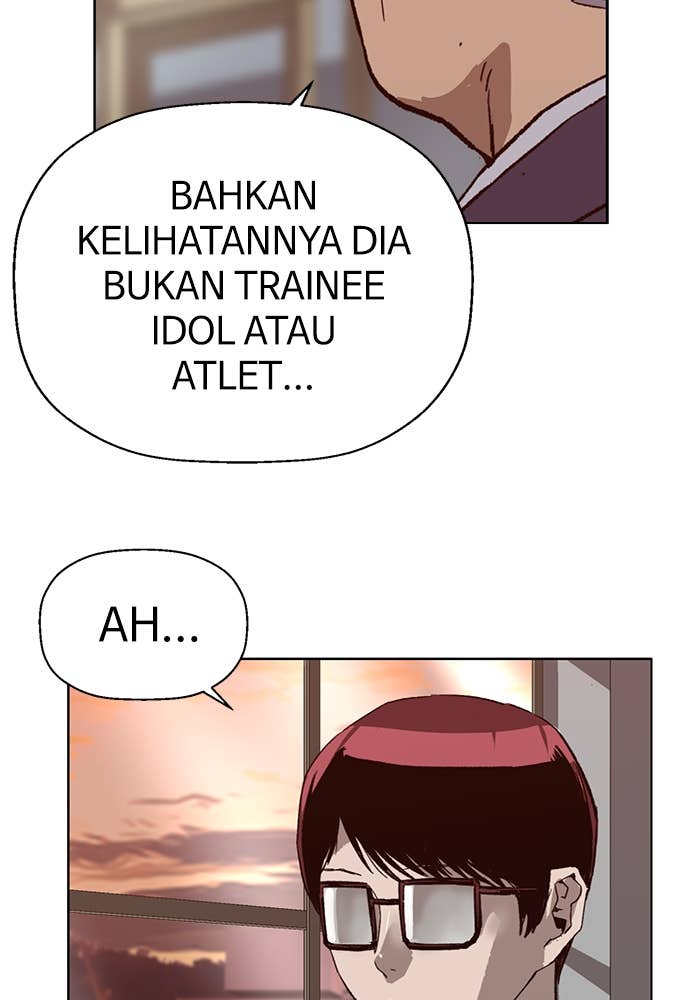 BAHKAN
KELIHATANNYA DIA
BUKAN TRAINEE
IDOL ATAU
ATLET...
AH...